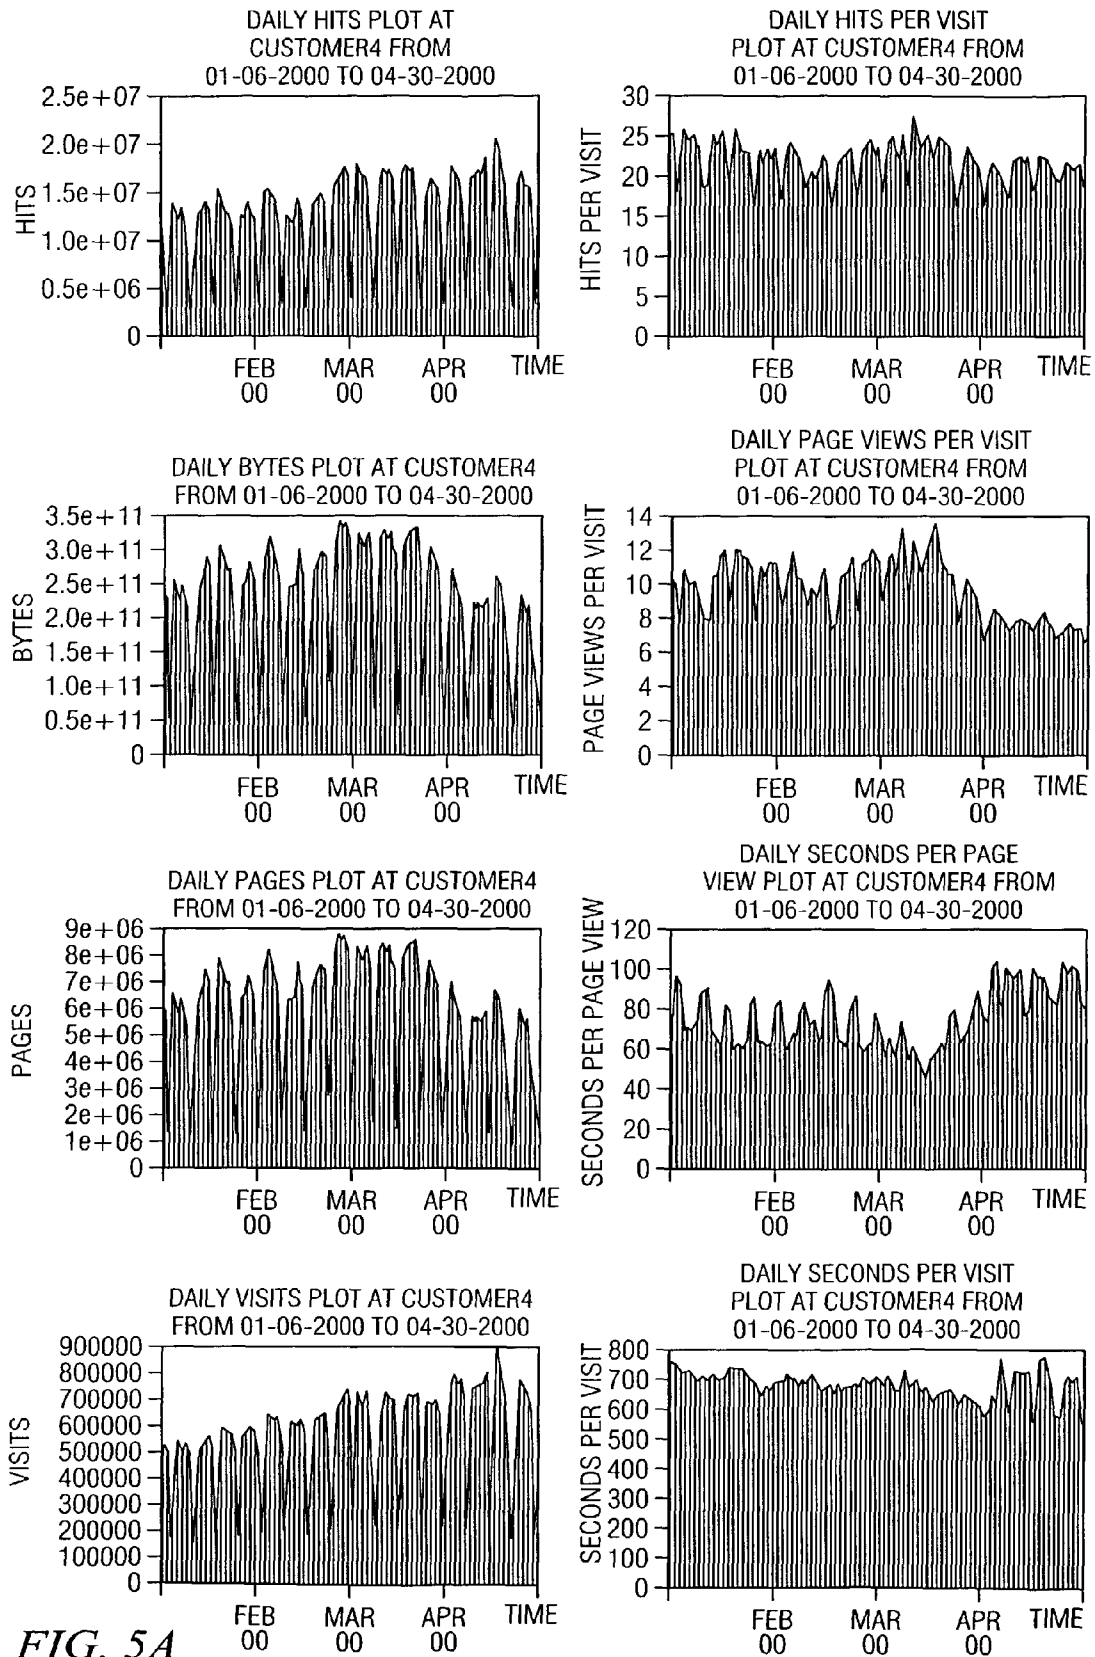 DAILY HITS PLOT AT
CUSTOMER4 FROM
01-06-2000 TO 04-30-2000
HITS
2.5e+07
2.0e+07
1.5e+07
1.0e+07
0.5e+06
0
FEB
00
MAR
00
APR
00
TIME
DAILY HITS PER VISIT
PLOT AT CUSTOMER4 FROM
01-06-2000 TO 04-30-2000
HITS PER VISIT
30
25
20
15
10
5
0
FEB
00
MAR
00
APR
00
TIME
DAILY BYTES PLOT AT CUSTOMER4
FROM 01-06-2000 TO 04-30-2000
BYTES
3.5e+11
3.0e+11
2.5e+11
2.0e+11
1.5e+11
1.0e+11
0.5e+11
0
FEB
00
MAR
00
APR
00
TIME
DAILY PAGE VIEWS PER VISIT
PLOT AT CUSTOMER4 FROM
01-06-2000 TO 04-30-2000
PAGE VIEWS PER VISIT
14
12
10
8
6
4
2
0
FEB
00
MAR
00
APR
00
TIME
DAILY PAGES PLOT AT CUSTOMER4
FROM 01-06-2000 TO 04-30-2000
PAGES
9e+06
8e+06
7e+06
6e+06
5e+06
4e+06
3e+06
2e+06
1e+06
0
FEB
00
MAR
00
APR
00
TIME
DAILY SECONDS PER PAGE
VIEW PLOT AT CUSTOMER4 FROM
01-06-2000 TO 04-30-2000
SECONDS PER PAGE VIEW
120
100
80
60
40
20
0
FEB
00
MAR
00
APR
00
TIME
DAILY VISITS PLOT AT CUSTOMER4
FROM 01-06-2000 TO 04-30-2000
VISITS
900000
800000
700000
600000
500000
400000
300000
200000
100000
0
FEB
00
MAR
00
APR
00
TIME
DAILY SECONDS PER VISIT
PLOT AT CUSTOMER4 FROM
01-06-2000 TO 04-30-2000
SECONDS PER VISIT
800
700
600
500
400
300
200
100
0
FEB
00
MAR
00
APR
00
TIME
FIG. 5A